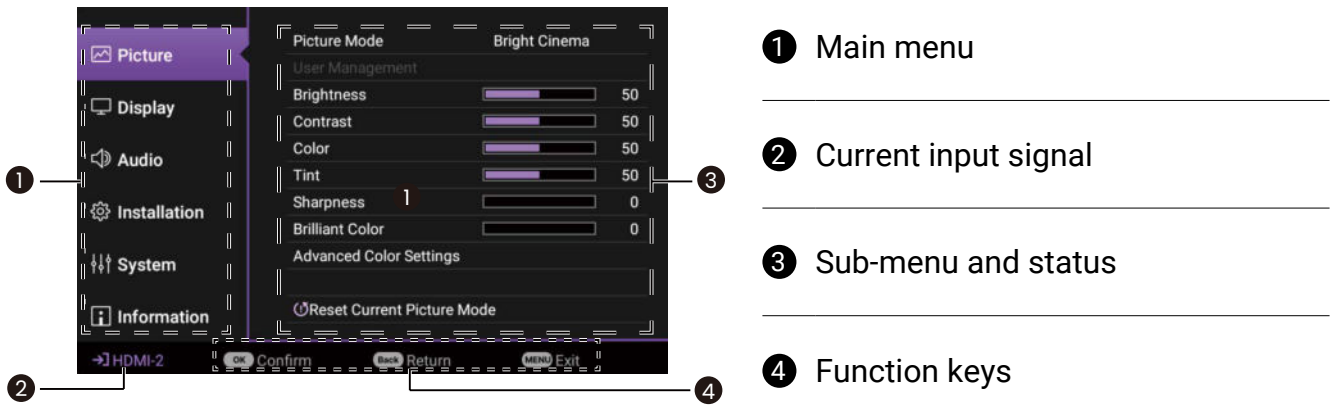 Picture
Display
Audio
Installation
System
Information
Picture Mode Bright Cinema
User Management
Brightness 50
Contrast 50
Color 50
Tint 50
Sharpness 0
Brilliant Color 0
Advanced Color Settings
Reset Current Picture Mode
HDMI-2
OK Confirm Back Return MENU Exit
1
1
2
3
4
1 Main menu
2 Current input signal
3 Sub-menu and status
4 Function keys